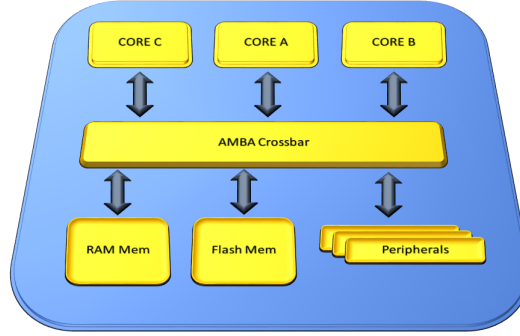 CORE C
CORE A
CORE B
AMBA Crossbar
RAM Mem
Flash Mem
Peripherals